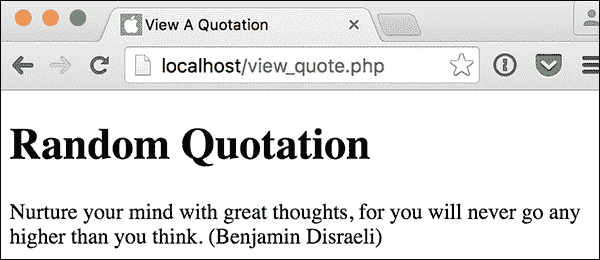 View A Quotation
localhost/view_quote.php
Random Quotation
Nurture your mind with great thoughts, for you will never go any
higher than you think. (Benjamin Disraeli)